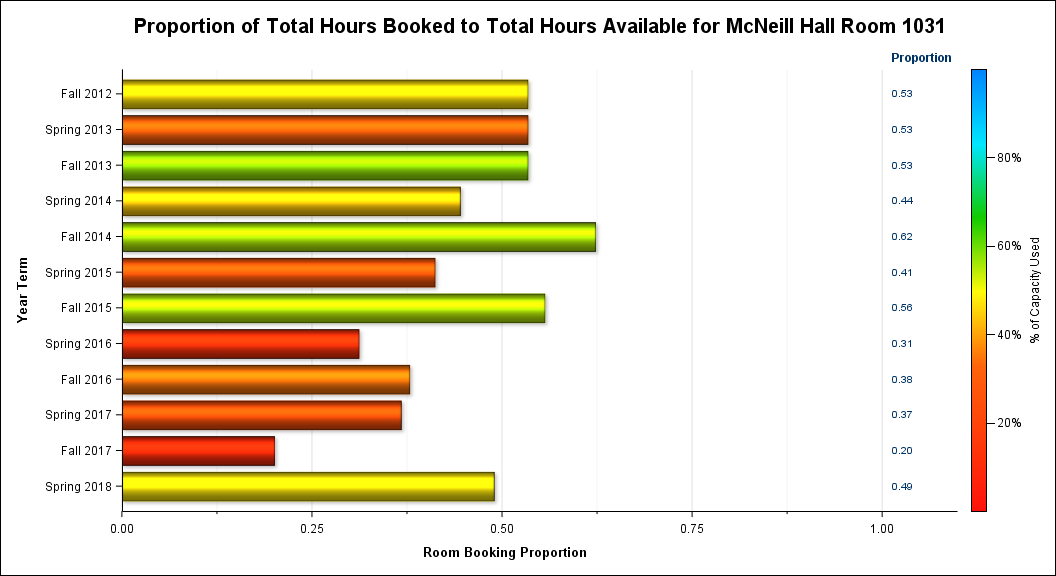 Proportion of Total Hours Booked to Total Hours Available for McNeill Hall Room 1031
Proportion
Fall 2012 0.53
Spring 2013 0.53
Fall 2013 0.53
Spring 2014 0.44
Fall 2014 0.62
Spring 2015 0.41
Fall 2015 0.56
Spring 2016 0.31
Fall 2016 0.38
Spring 2017 0.37
Fall 2017 0.20
Spring 2018 0.49
Year Term
0.00 0.25 0.50 0.75 1.00
Room Booking Proportion
80%
60%
40%
20%
% of Capacity Used